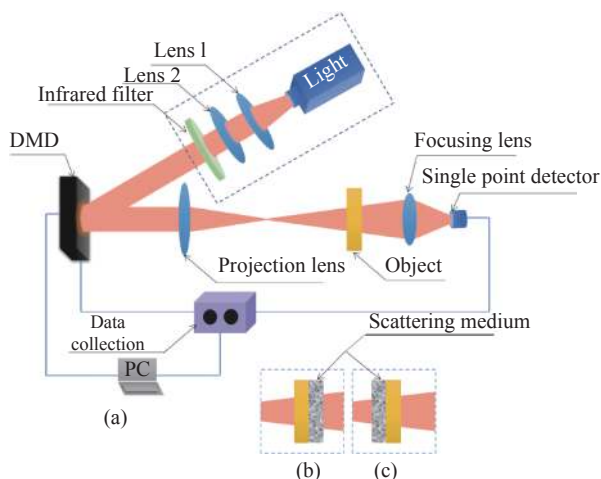 Lens 1
Light
Lens 2
Infrared filter
DMD
Focusing lens
Single point detector
Projection lens
Object
Data
collection
Scattering medium
PC
(a)
(b)
(c)